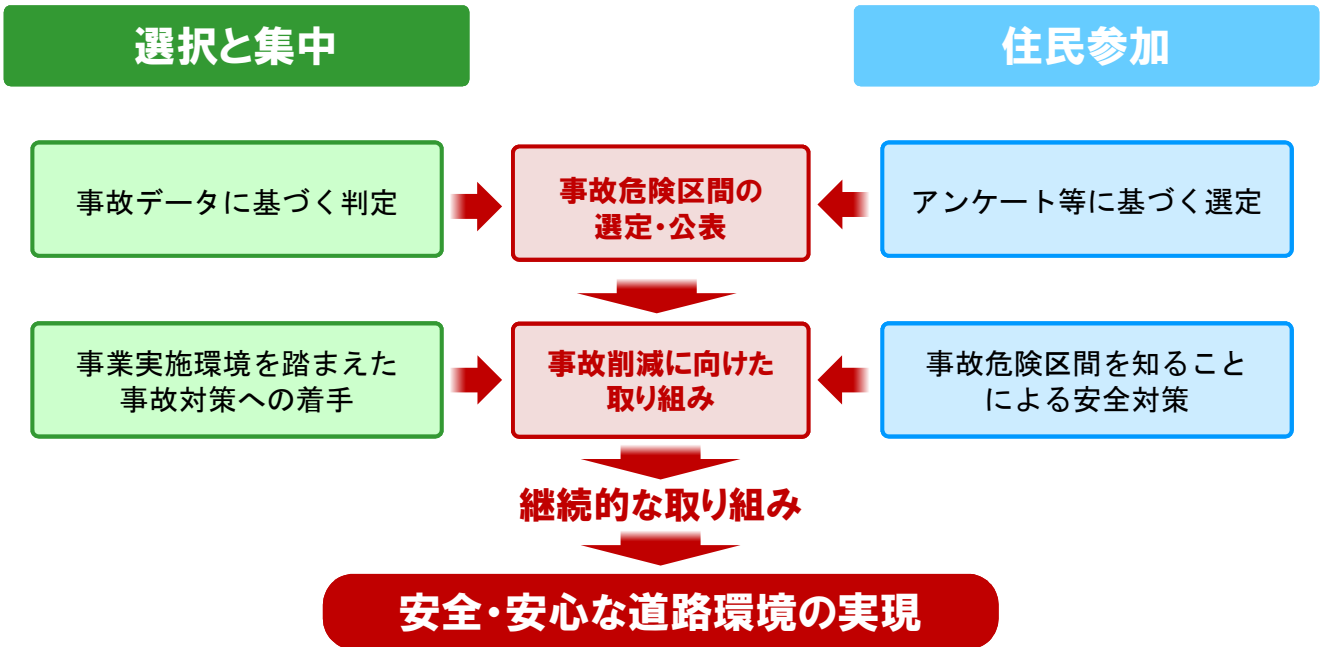 選択と集中
住民参加
事故データに基づく判定
事故危険区間の
選定・公表
アンケート等に基づく選定
事業実施環境を踏まえた
事故対策への着手
事故削減に向けた
取り組み
事故危険区間を知ること
による安全対策
継続的な取り組み
安全・安心な道路環境の実現